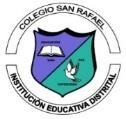 COLEGIO SAN RAFAEL
INSTITUCIÓN EDUCATIVA DISTRITAL